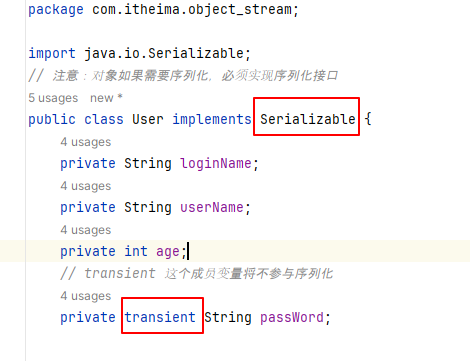 package com.itheima.object_stream;
import java.io.Serializable;
// 注意：对象如果需要序列化，必须实现序列化接口
5 usages new *
public class User implements Serializable {
4 usages
private String loginName;
4 usages
private String userName;
4 usages
private int age;
// transient 这个成员变量将不参与序列化
4 usages
private transient String passWord;